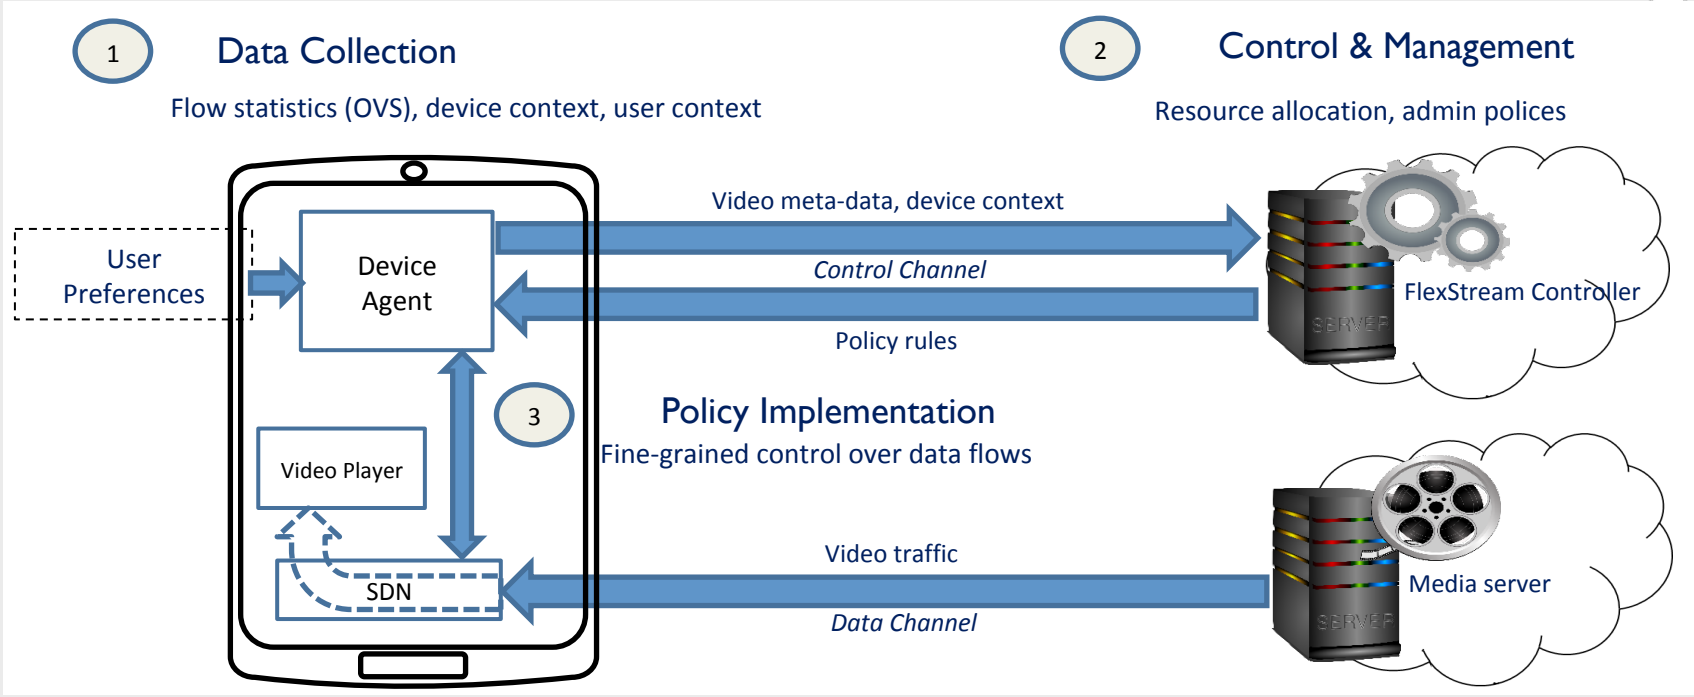 1
Data Collection
Flow statistics (OVS), device context, user context
2
Control & Management
Resource allocation, admin polices
User
Preferences
Device
Agent
Video meta-data, device context
Control Channel
Policy rules
SERVER
FlexStream Controller
3
Policy Implementation
Fine-grained control over data flows
Video Player
SDN
Video traffic
Data Channel
SERVER
Media server